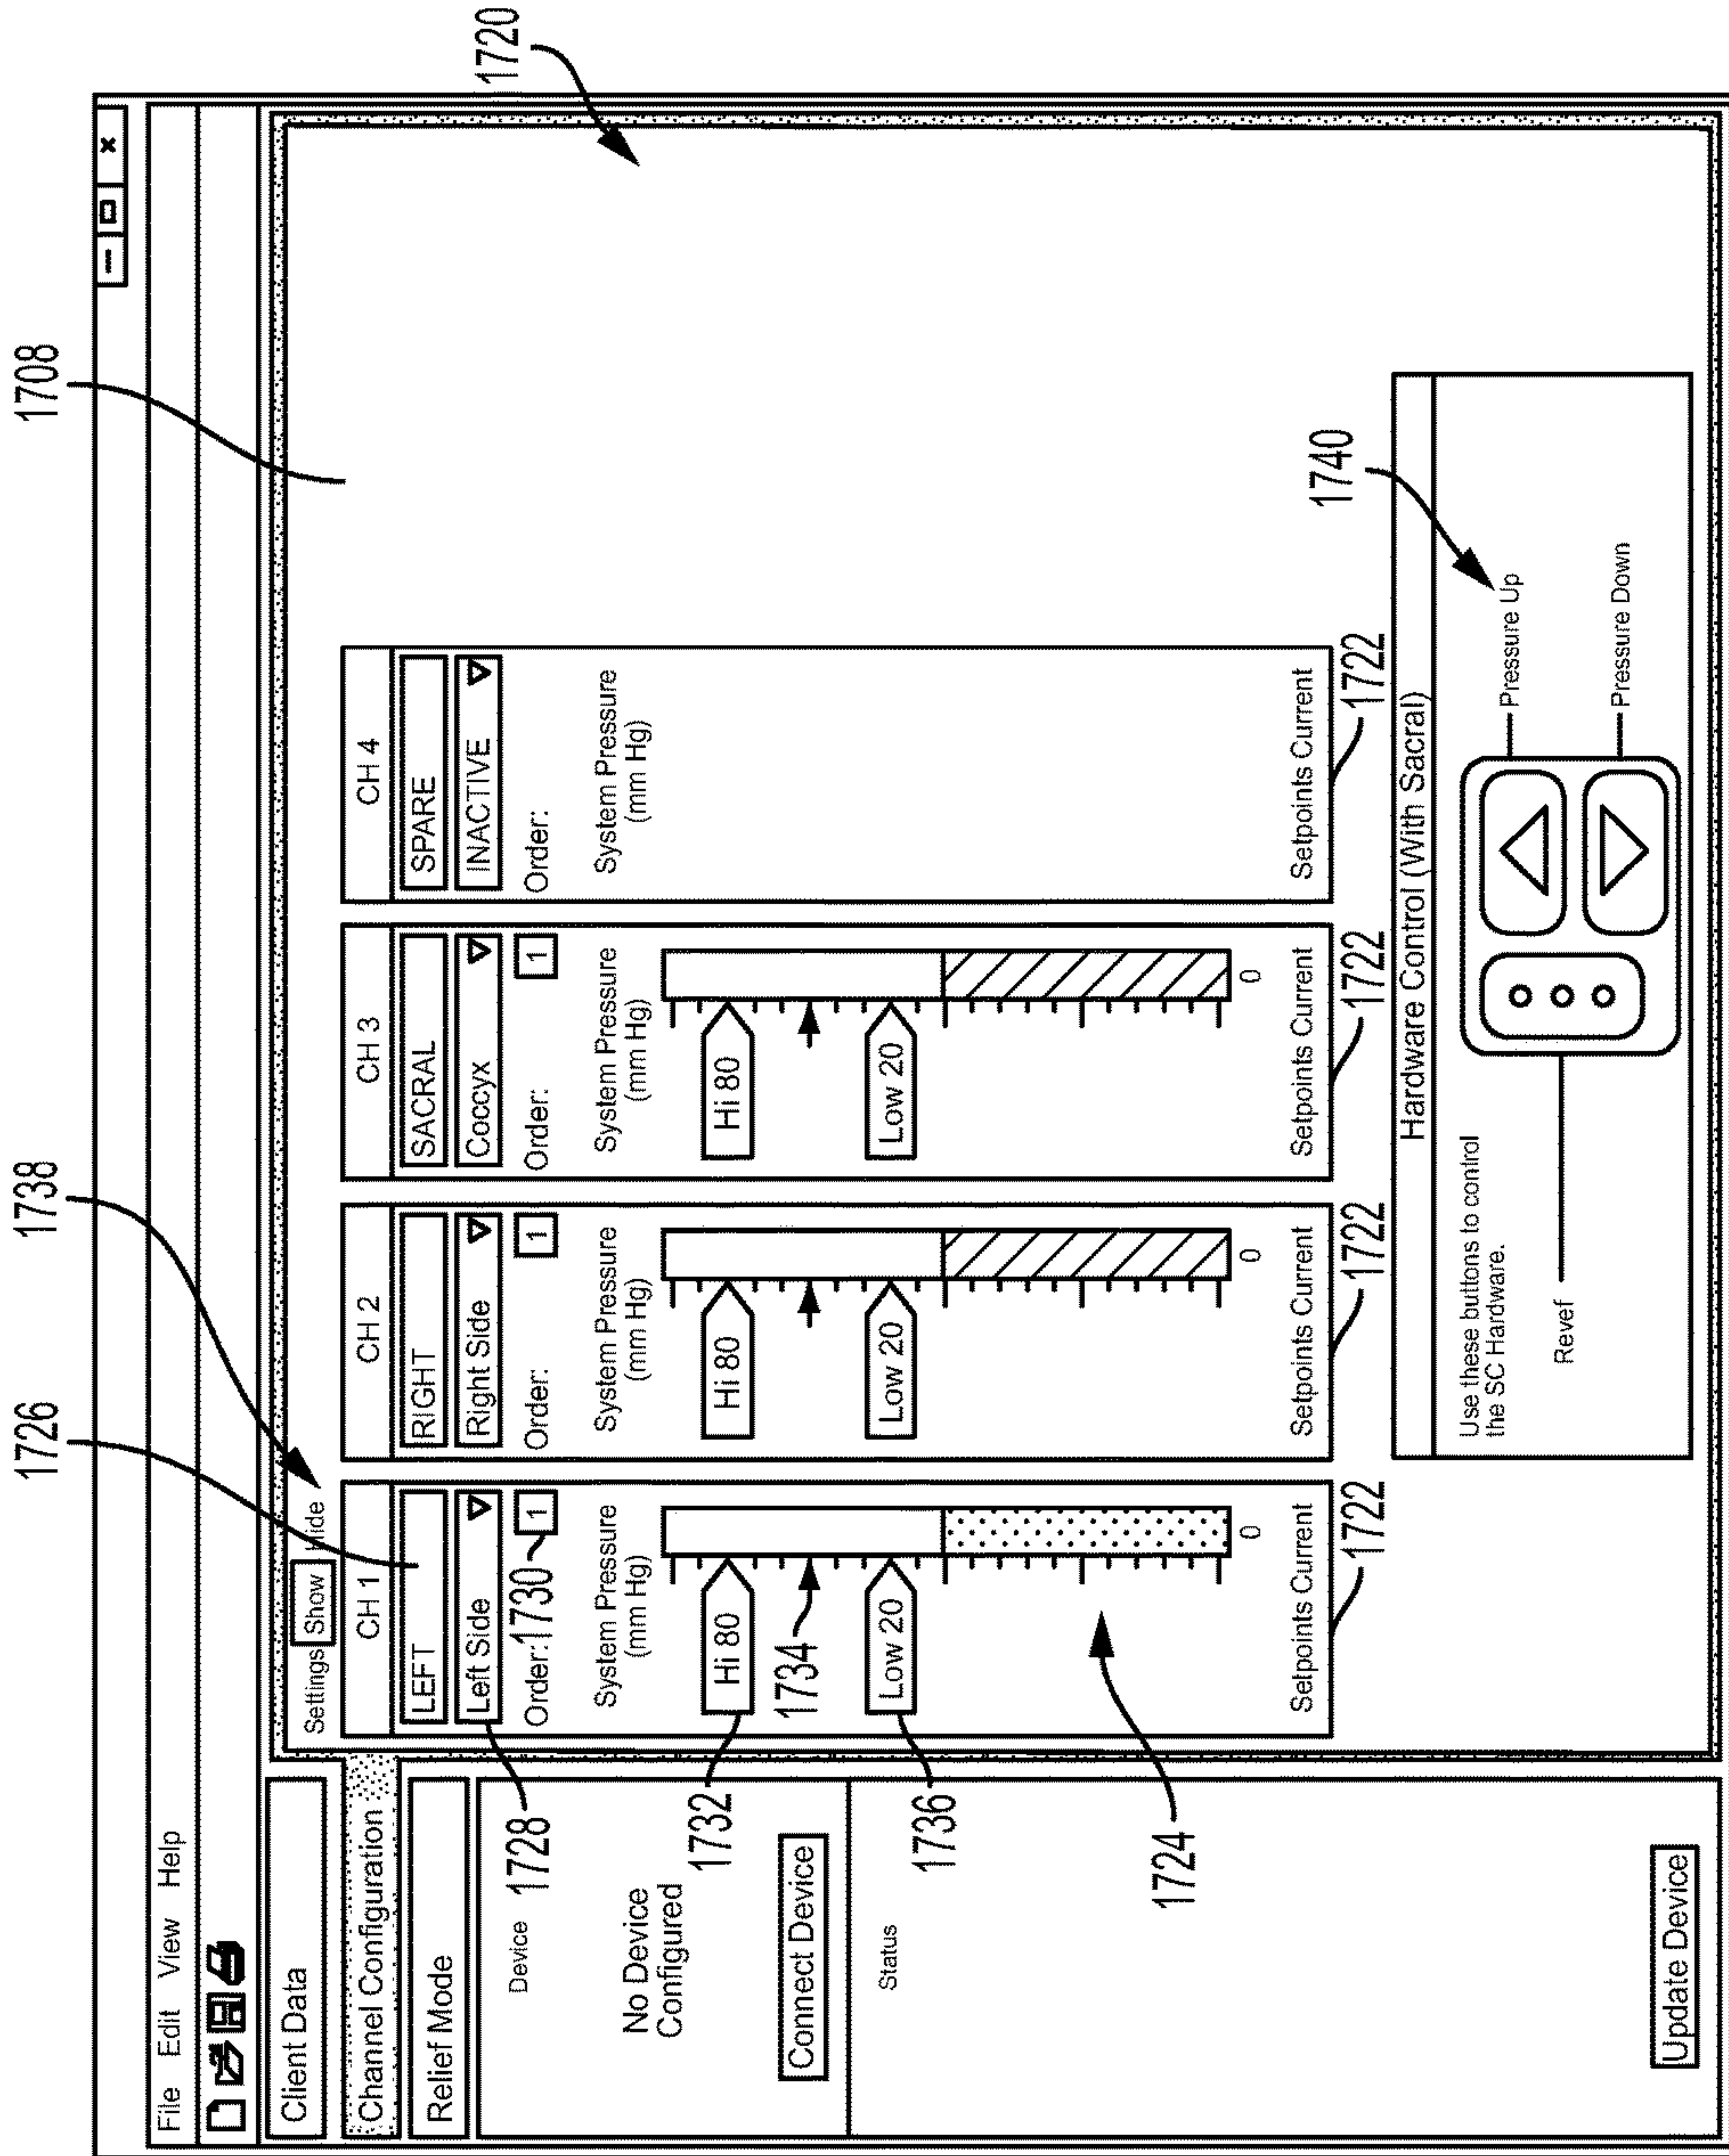 1708
1720
1726
1738
File Edit View Help
Client Data
Channel Configuration
Relief Mode
Device
No Device
Configured
Connect Device
Status
Update Device
Settings Show Hide
CH 1
LEFT
Left Side
1728
Order:
1730
1
System Pressure
(mm Hg)
Hi 80
1732
1734
Low 20
1736
1724
0
Setpoints Current
1722
CH 2
RIGHT
Right Side
Order:
1
System Pressure
(mm Hg)
Hi 80
Low 20
0
Setpoints Current
1722
CH 3
SACRAL
Coccyx
Order:
1
System Pressure
(mm Hg)
Hi 80
Low 20
0
Setpoints Current
1722
CH 4
SPARE
INACTIVE
Order:
System Pressure
(mm Hg)
Setpoints Current
1722
1740
Hardware Control (With Sacral)
Use these buttons to control
the SC Hardware.
Revef
Pressure Up
Pressure Down